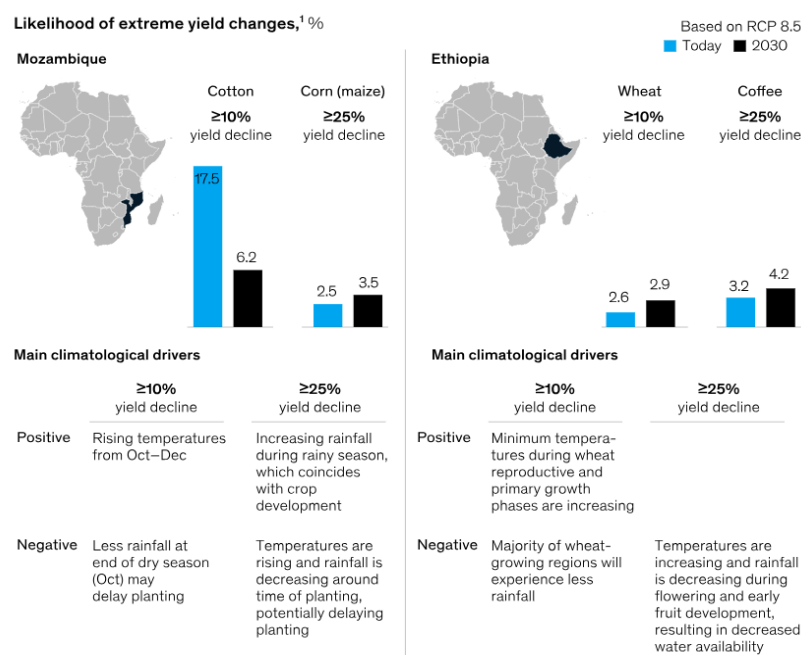 Likelihood of extreme yield changes,¹ %
Based on RCP 8.5
Today 2030
Mozambique
Cotton
≥10%
yield decline
Corn (maize)
≥25%
yield decline
17.5
6.2
2.5
3.5
Main climatological drivers
≥10%
yield decline
≥25%
yield decline
Positive
Rising temperatures
from Oct–Dec
Increasing rainfall
during rainy season,
which coincides
with crop
development
Negative
Less rainfall at
end of dry season
(Oct) may
delay planting
Temperatures are
rising and rainfall is
decreasing around
time of planting,
potentially delaying
planting
Ethiopia
Wheat
≥10%
yield decline
Coffee
≥25%
yield decline
2.6
2.9
3.2
4.2
Main climatological drivers
≥10%
yield decline
≥25%
yield decline
Positive
Minimum tempera-
tures during wheat
reproductive and
primary growth
phases are increasing
Negative
Majority of wheat-
growing regions will
experience less
rainfall
Temperatures are
increasing and rainfall
is decreasing during
flowering and early
fruit development,
resulting in decreased
water availability